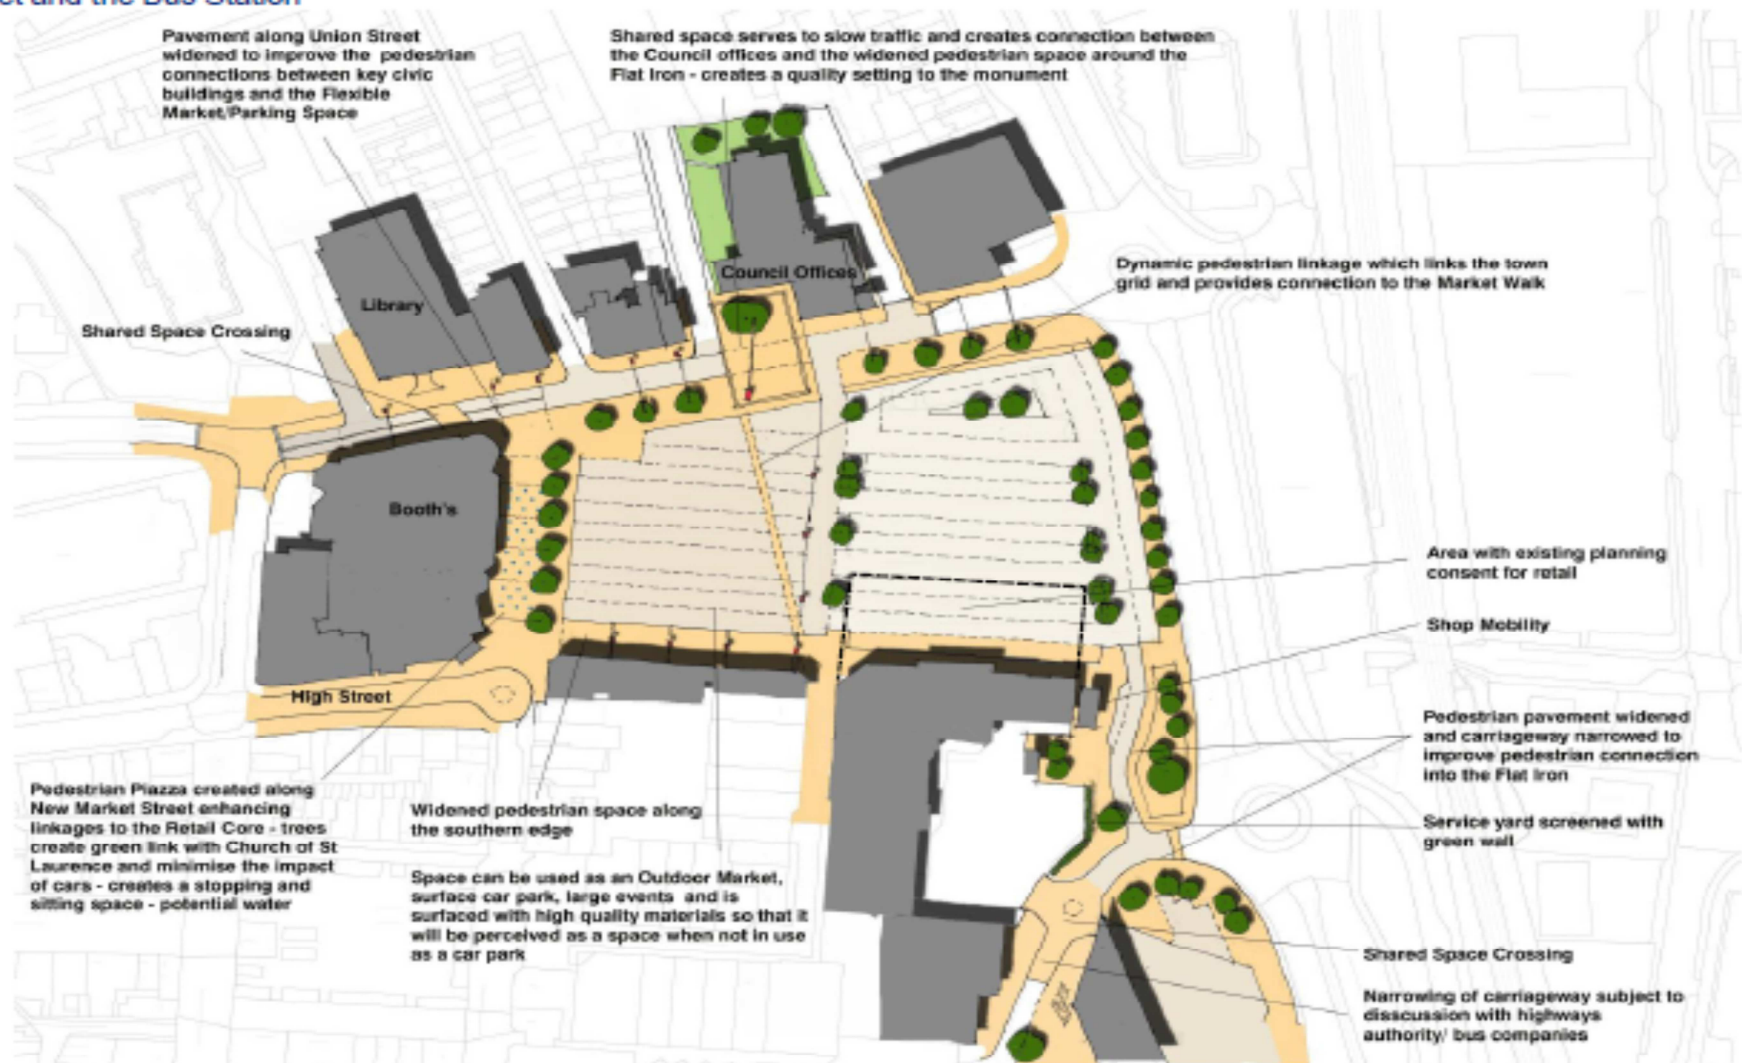 et and the Bus Station
Pavement along Union Street
widened to improve the pedestrian
connections between key civic
buildings and the Flexible
Market/Parking Space
Shared space serves to slow traffic and creates connection between
the Council offices and the widened pedestrian space around the
Flat Iron - creates a quality setting to the monument
Council Offices
Library
Shared Space Crossing
Dynamic pedestrian linkage which links the town
grid and provides connection to the Market Walk
Booth's
Area with existing planning
consent for retail
Shop Mobility
High Street
Pedestrian pavement widened
and carriageway narrowed to
improve pedestrian connection
into the Flat Iron
Service yard screened with
green wall
Pedestrian Piazza created along
New Market Street enhancing
linkages to the Retail Core - trees
create green link with Church of St
Laurence and minimise the impact
of cars - creates a stopping and
sitting space - potential water
Widened pedestrian space along
the southern edge
Space can be used as an Outdoor Market,
surface car park, large events and is
surfaced with high quality materials so that it
will be perceived as a space when not in use
as a car park
Shared Space Crossing
Narrowing of carriageway subject to
disscussion with highways
authority/ bus companies